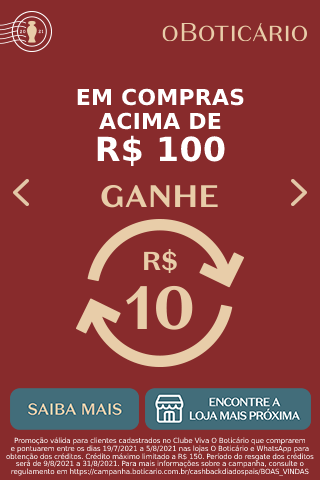 20 21
oBoticário
EM COMPRAS
ACIMA DE
R$ 100
GANHE
R$
10
SAIBA MAIS
ENCONTRE A
LOJA MAIS PRÓXIMA
Promoção válida para clientes cadastrados no Clube Viva O Boticário que comprarem
e pontuarem entre os dias 19/7/2021 a 5/8/2021 nas lojas O Boticário e WhatsApp para
obtenção dos créditos. Crédito máximo limitado a R$ 150. Período do resgate dos créditos
será de 9/8/2021 a 31/8/2021. Para mais informações sobre a campanha, consulte o
regulamento em https://campanha.boticario.com.br/cashbackdiadospais/BOAS_VINDAS